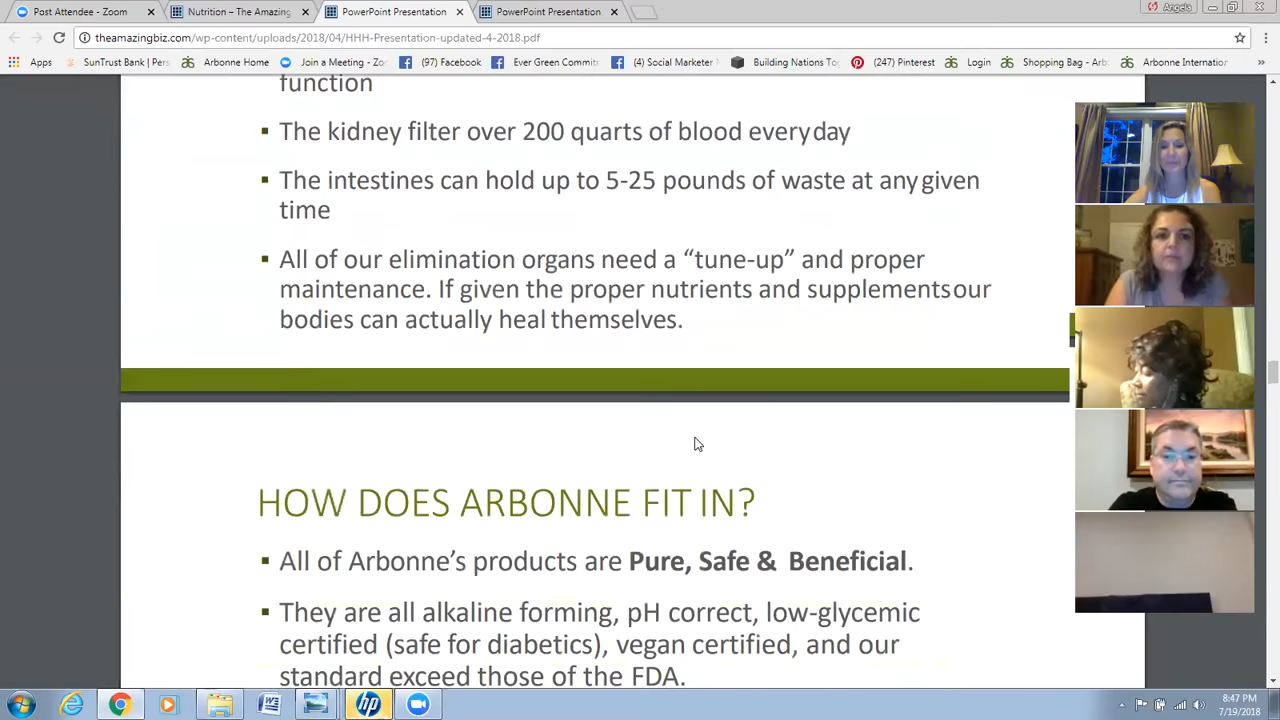 Post Attendee - Zoom
Nutrition – The Amazing
PowerPoint Presentation
PowerPoint Presentation
Angela
theamazingbiz.com/wp-content/uploads/2018/04/HHH-Presentation-updated-4-2018.pdf
Apps
SunTrust Bank | Pers
Arbonne Home
Join a Meeting - Zo
(97) Facebook
Ever Green Commit
(4) Social Marketer
Building Nations Tog
(247) Pinterest
Login
Shopping Bag - Arb
Arbonne Internation
function
▪ The kidney filter over 200 quarts of blood everyday
▪ The intestines can hold up to 5-25 pounds of waste at any given
time
▪ All of our elimination organs need a “tune-up” and proper
maintenance. If given the proper nutrients and supplements our
bodies can actually heal themselves.
HOW DOES ARBONNE FIT IN?
▪ All of Arbonne’s products are Pure, Safe & Beneficial.
▪ They are all alkaline forming, pH correct, low-glycemic
certified (safe for diabetics), vegan certified, and our
standard exceed those of the FDA.
8:47 PM
7/19/2018